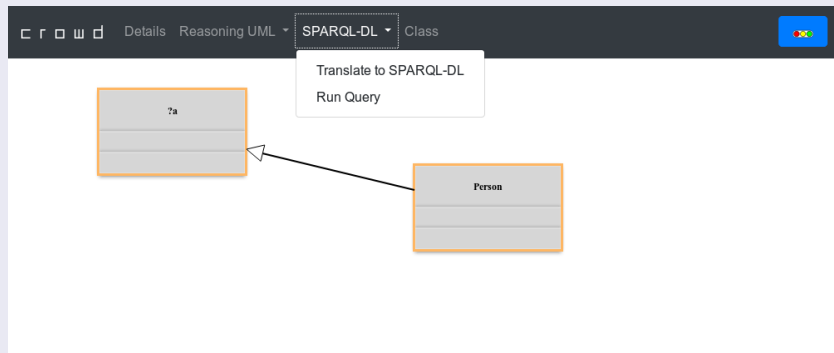 crowd Details Reasoning UML SPARQL-DL Class
Translate to SPARQL-DL
Run Query
?a
Person